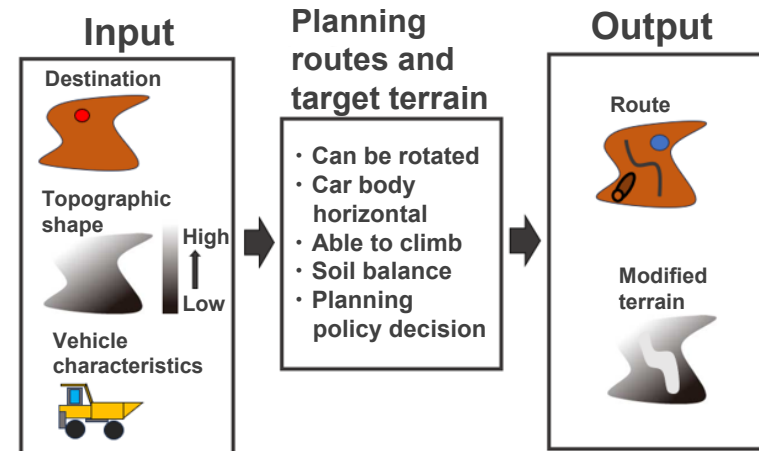 Input
Destination
Topographic
shape
High
Low
Vehicle
characteristics
Planning
routes and
target terrain
・Can be rotated
・Car body
horizontal
・Able to climb
・Soil balance
・Planning
policy decision
Output
Route
Modified
terrain